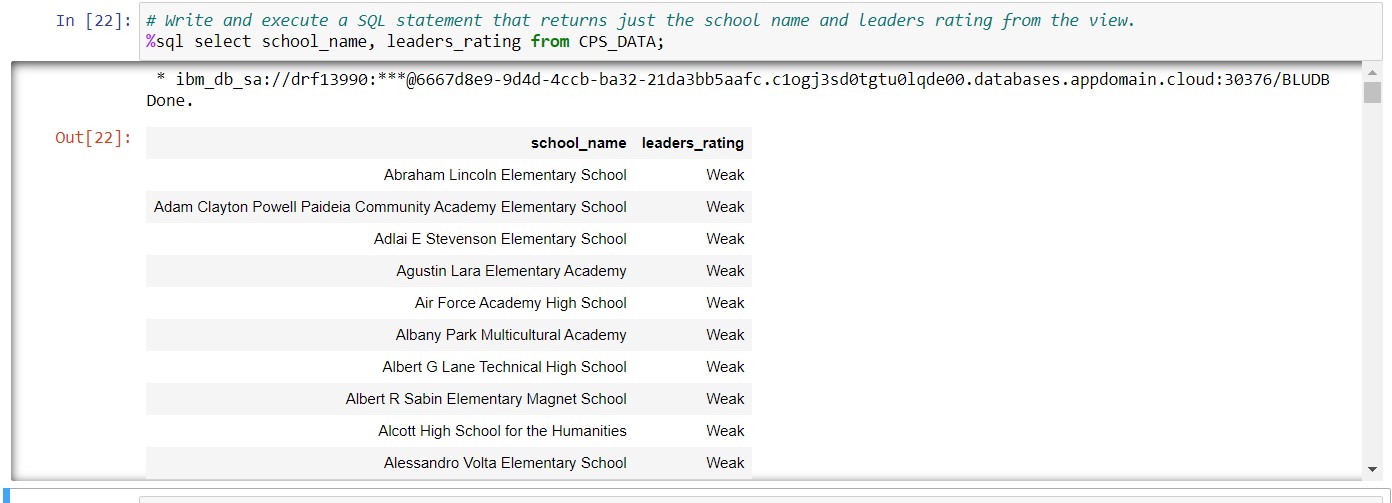 In [22]: # Write and execute a SQL statement that returns just the school name and leaders rating from the view.
%sql select school_name, leaders_rating from CPS_DATA;
* ibm_db_sa://drf13990:***@6667d8e9-9d4d-4ccb-ba32-21da3bb5aafc.c1ogj3sd0tgtu0lqde00.databases.appdomain.cloud:30376/BLUDB
Done.
Out[22]:
school_name leaders_rating
Abraham Lincoln Elementary School Weak
Adam Clayton Powell Paideia Community Academy Elementary School Weak
Adlai E Stevenson Elementary School Weak
Agustin Lara Elementary Academy Weak
Air Force Academy High School Weak
Albany Park Multicultural Academy Weak
Albert G Lane Technical High School Weak
Albert R Sabin Elementary Magnet School Weak
Alcott High School for the Humanities Weak
Alessandro Volta Elementary School Weak